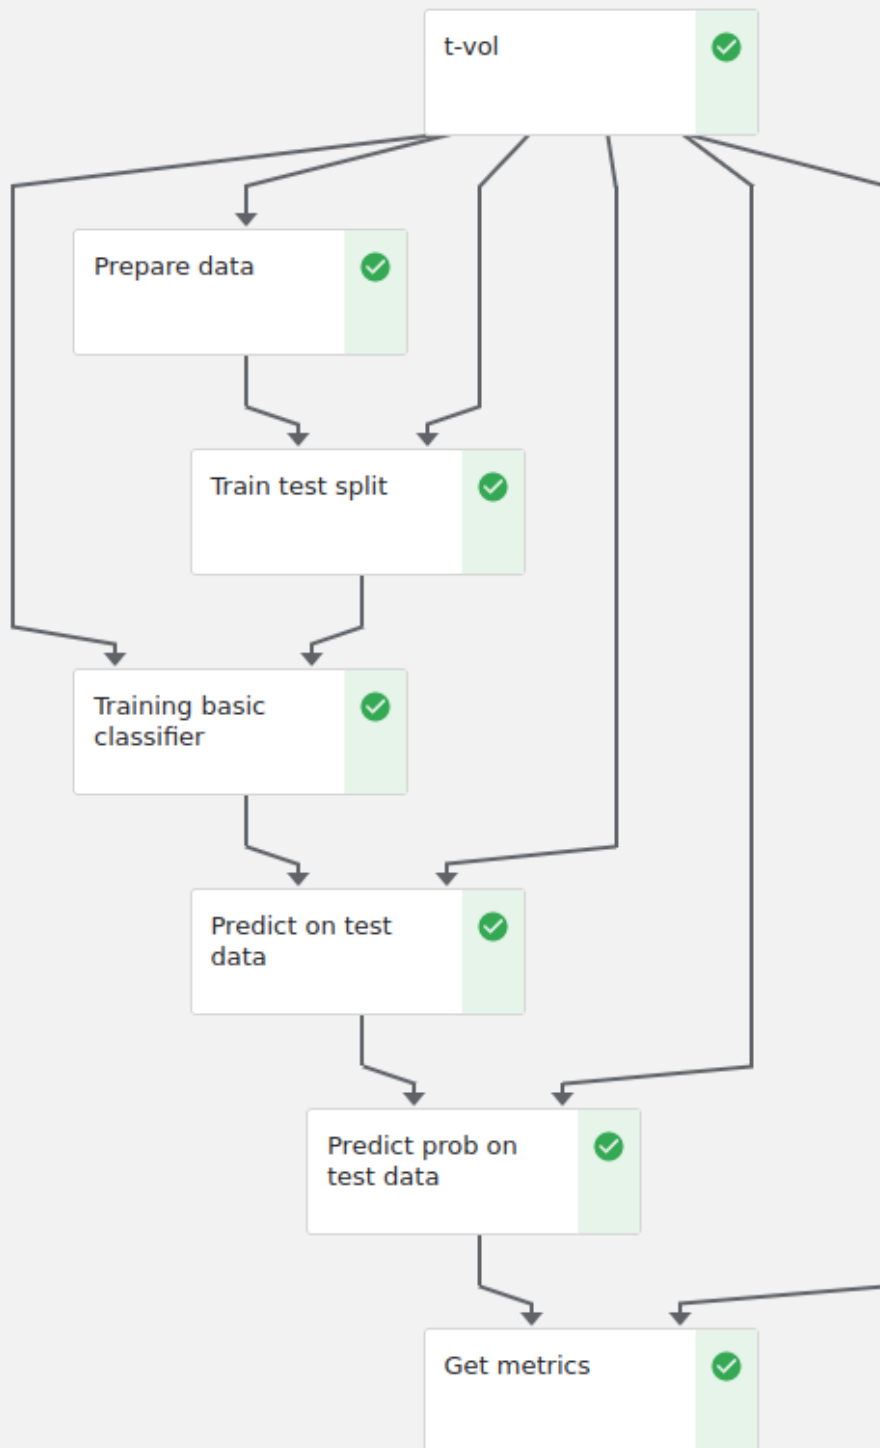 t-vol
Prepare data
Train test split
Training basic
classifier
Predict on test
data
Predict prob on
test data
Get metrics